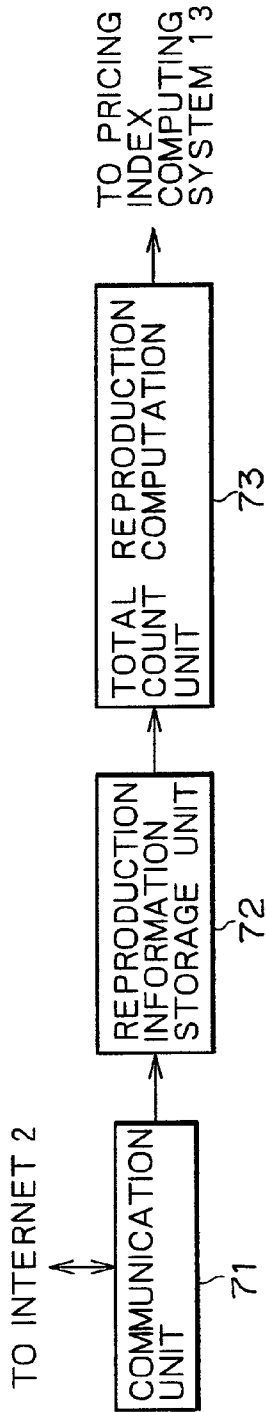 TO INTERNET 2
COMMUNICATION
UNIT
71
REPRODUCTION
INFORMATION
STORAGE UNIT
72
TOTAL REPRODUCTION
COUNT COMPUTATION
UNIT
73
TO PRICING
INDEX
COMPUTING
SYSTEM 13